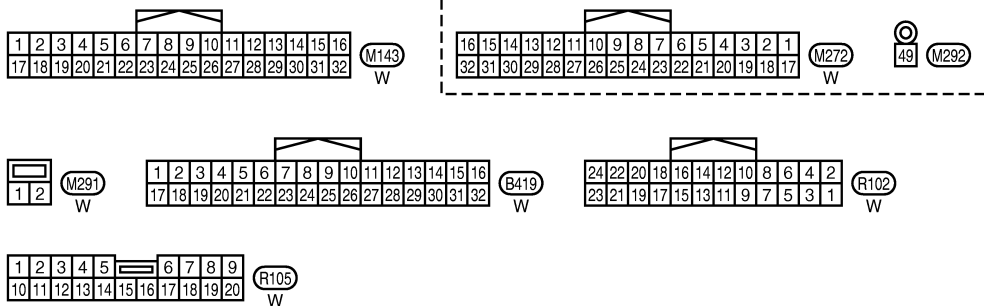 1 2 3 4 5 6 7 8 9 10 11 12 13 14 15 16
17 18 19 20 21 22 23 24 25 26 27 28 29 30 31 32
M143
W
16 15 14 13 12 11 10 9 8 7 6 5 4 3 2 1
32 31 30 29 28 27 26 25 24 23 22 21 20 19 18 17
M272
W
49
M292
1 2
M291
W
1 2 3 4 5 6 7 8 9 10 11 12 13 14 15 16
17 18 19 20 21 22 23 24 25 26 27 28 29 30 31 32
B419
W
24 22 20 18 16 14 12 10 8 6 4 2
23 21 19 17 15 13 11 9 7 5 3 1
R102
W
1 2 3 4 5 6 7 8 9
10 11 12 13 14 15 16 17 18 19 20
R105
W